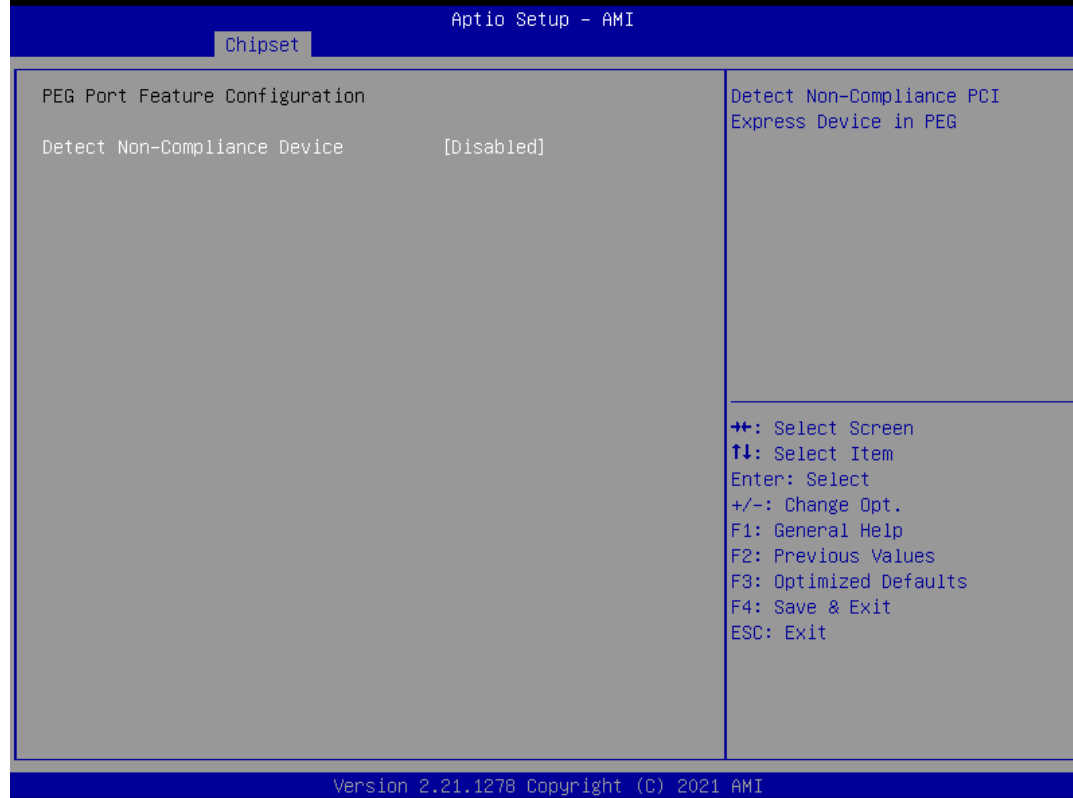 Aptio Setup – AMI
Chipset
PEG Port Feature Configuration
Detect Non-Compliance Device [Disabled]
Detect Non-Compliance PCI
Express Device in PEG
→←: Select Screen
↑↓: Select Item
Enter: Select
+/-: Change Opt.
F1: General Help
F2: Previous Values
F3: Optimized Defaults
F4: Save & Exit
ESC: Exit
Version 2.21.1278 Copyright (C) 2021 AMI